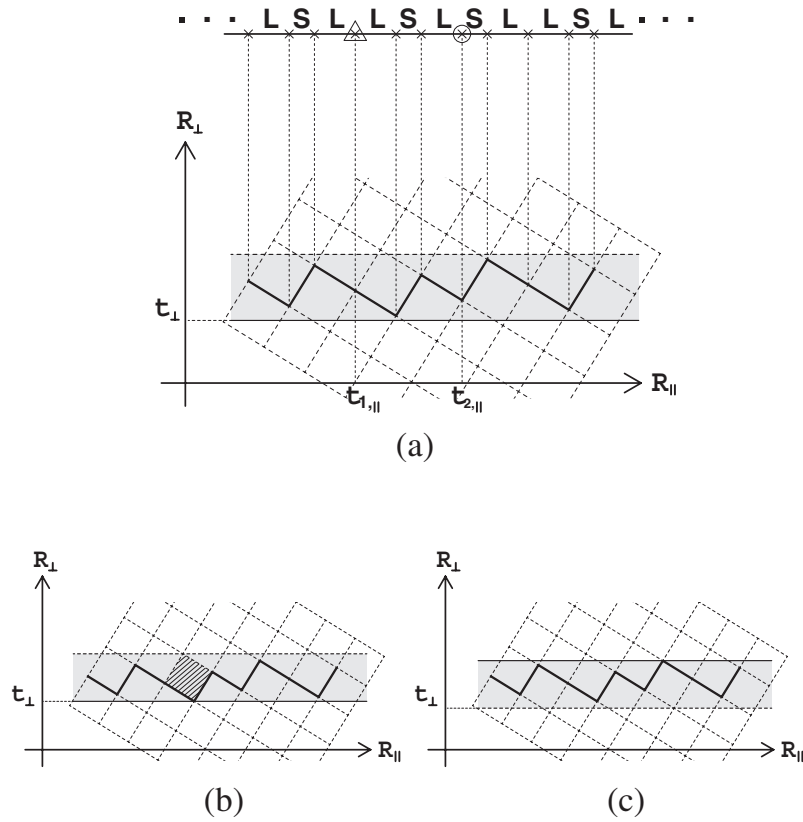 · · · L S L L S L S L L S L · · ·
R⊥
t⊥
t₁,∥ t₂,∥ R∥
(a)
R⊥ R⊥
t⊥ t⊥
R∥ R∥
(b) (c)